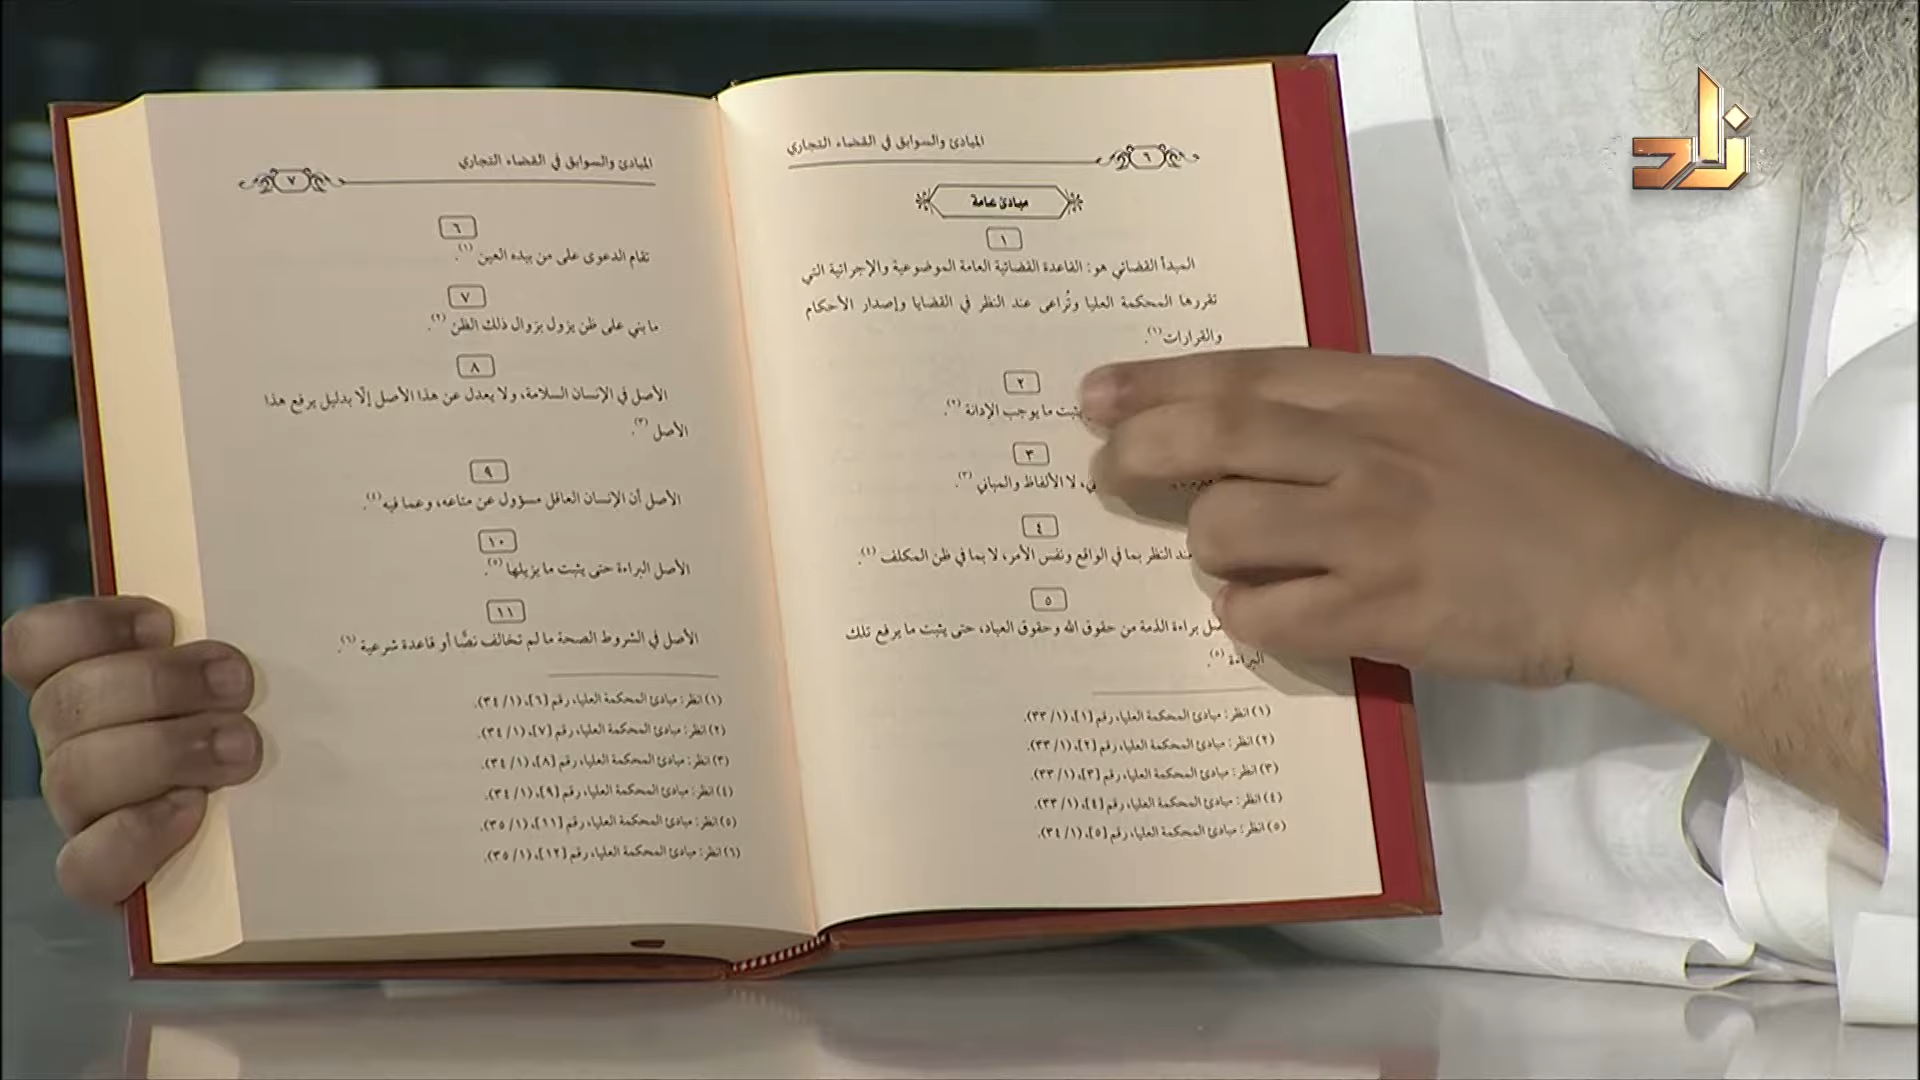 زاد
المبادئ والسوابق في القضاء التجاري
٦
مبادئ عامة
١
المبدأ القضائي هو: القاعدة القضائية العامة الموضوعية والإجرائية التي
تقررها المحكمة العليا وتُراعى عند النظر في القضايا وإصدار الأحكام
والقرارات (١).
٢
يثبت ما يوجب الإدانة (٢).
٣
لا الألفاظ والمباني (٣).
٤
النظر بما في الواقع ونفس الأمر، لا بما في ظن المكلف (٤).
٥
براءة الذمة من حقوق الله وحقوق العباد، حتى يثبت ما يرفع تلك
البراءة (٥).
(١) انظر: مبادئ المحكمة العليا، رقم [١]، (١/ ٣٣).
(٢) انظر: مبادئ المحكمة العليا، رقم [٢]، (١/ ٣٣).
(٣) انظر: مبادئ المحكمة العليا، رقم [٣]، (١/ ٣٣).
(٤) انظر: مبادئ المحكمة العليا، رقم [٤]، (١/ ٣٣).
(٥) انظر: مبادئ المحكمة العليا، رقم [٥]، (١/ ٣٤).
المبادئ والسوابق في القضاء التجاري
٧
٦
تقام الدعوى على من بيده العين (١).
٧
ما بني على ظن يزول بزوال ذلك الظن (٢).
٨
الأصل في الإنسان السلامة، ولا يعدل عن هذا الأصل إلّا بدليل يرفع هذا
الأصل (٣).
٩
الأصل أن الإنسان العاقل مسؤول عن متاعه، وعما فيه (٤).
١٠
الأصل البراءة حتى يثبت ما يزيلها (٥).
١١
الأصل في الشروط الصحة ما لم تخالف نصًّا أو قاعدة شرعية (٦).
(١) انظر: مبادئ المحكمة العليا، رقم [٦]، (١/ ٣٤).
(٢) انظر: مبادئ المحكمة العليا، رقم [٧]، (١/ ٣٤).
(٣) انظر: مبادئ المحكمة العليا، رقم [٨]، (١/ ٣٤).
(٤) انظر: مبادئ المحكمة العليا، رقم [٩]، (١/ ٣٤).
(٥) انظر: مبادئ المحكمة العليا، رقم [١١]، (١/ ٣٥).
(٦) انظر: مبادئ المحكمة العليا، رقم [١٢]، (١/ ٣٥).